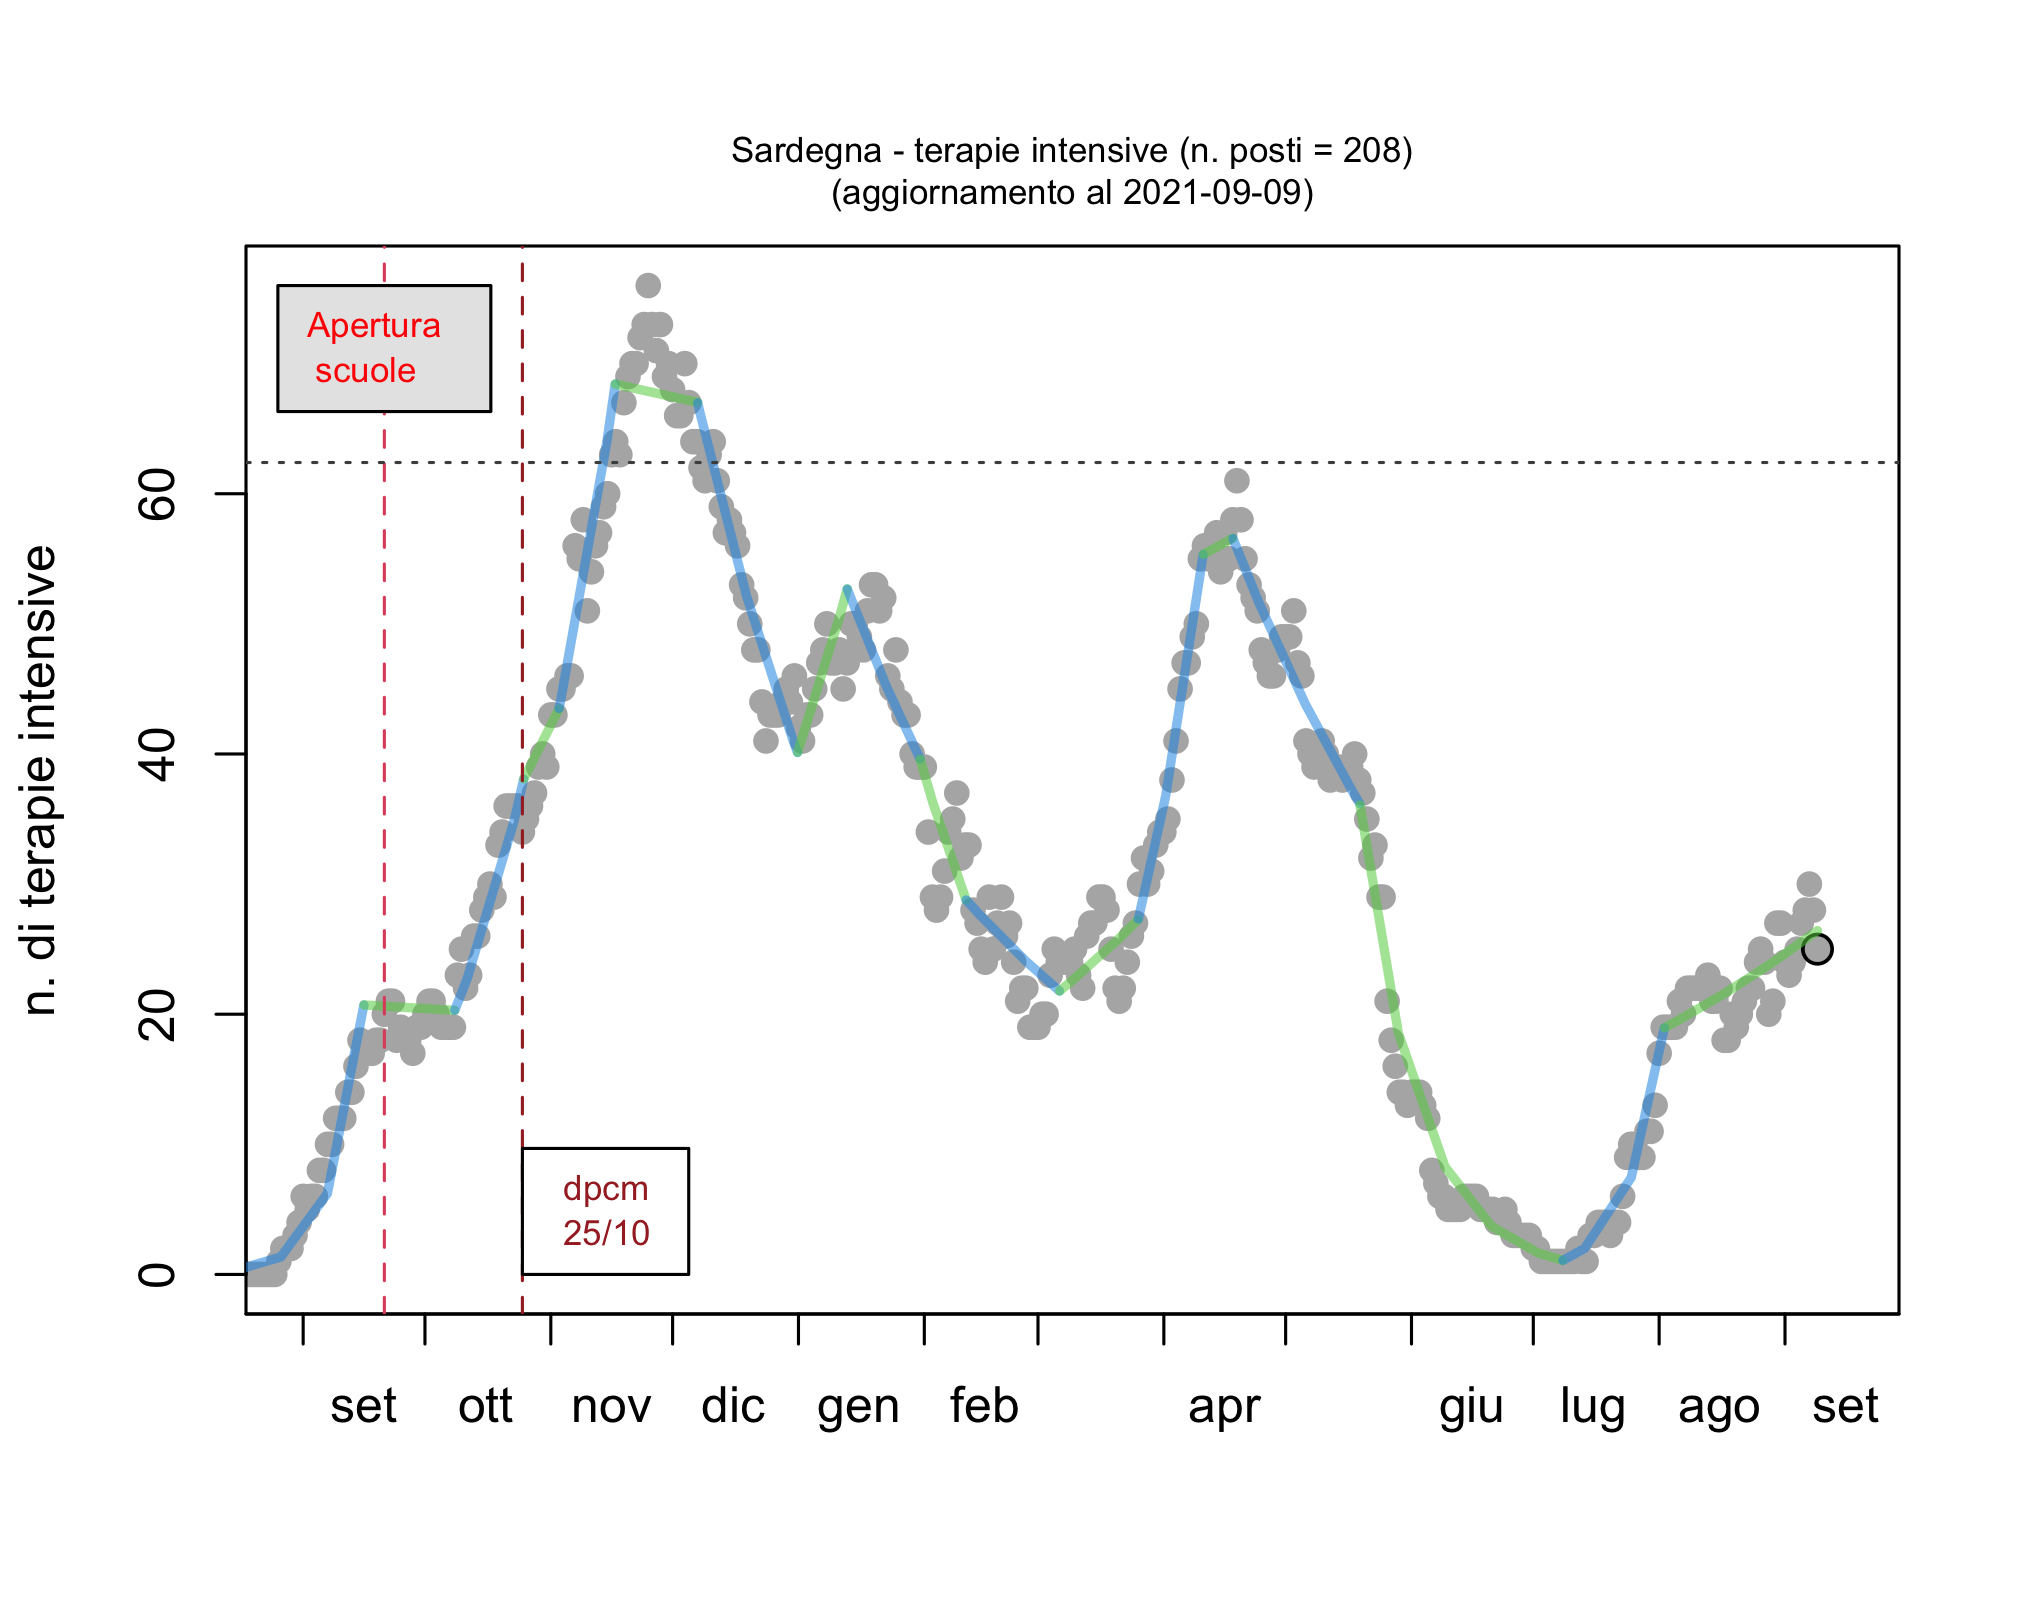 Sardegna - terapie intensive (n. posti = 208)
(aggiornamento al 2021-09-09)
Apertura
scuole
dpcm
25/10
n. di terapie intensive
60
40
20
0
set ott nov dic gen feb apr giu lug ago set